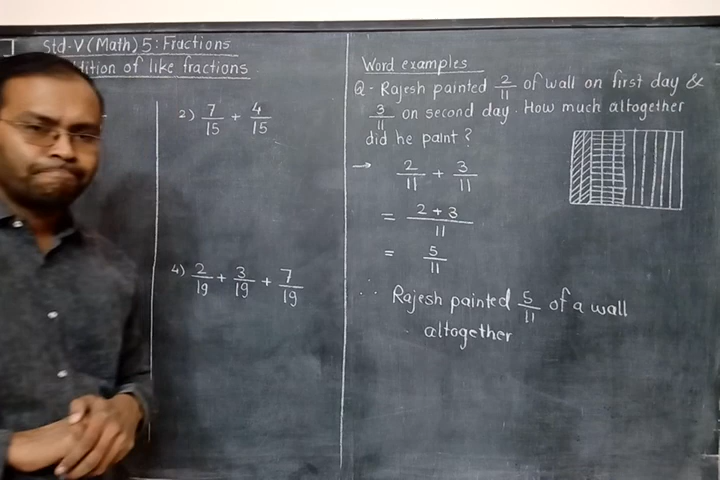 Std-V (Math) 5: Fractions
dition of like fractions
2) 7/15 + 4/15
4) 2/19 + 3/19 + 7/19
Word examples
Q - Rajesh painted 2/11 of wall on first day &
3/11 on second day. How much altogether
did he paint?
→ 2/11 + 3/11
= 2+3/11
= 5/11
∴ Rajesh painted 5/11 of a wall
altogether